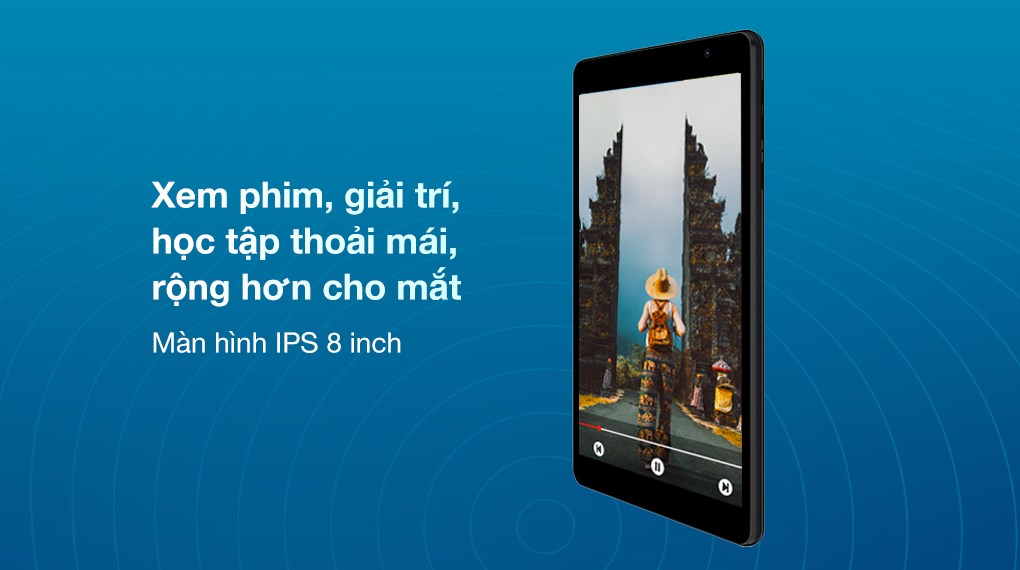 Xem phim, giải trí,
học tập thoải mái,
rộng hơn cho mắt
Màn hình IPS 8 inch